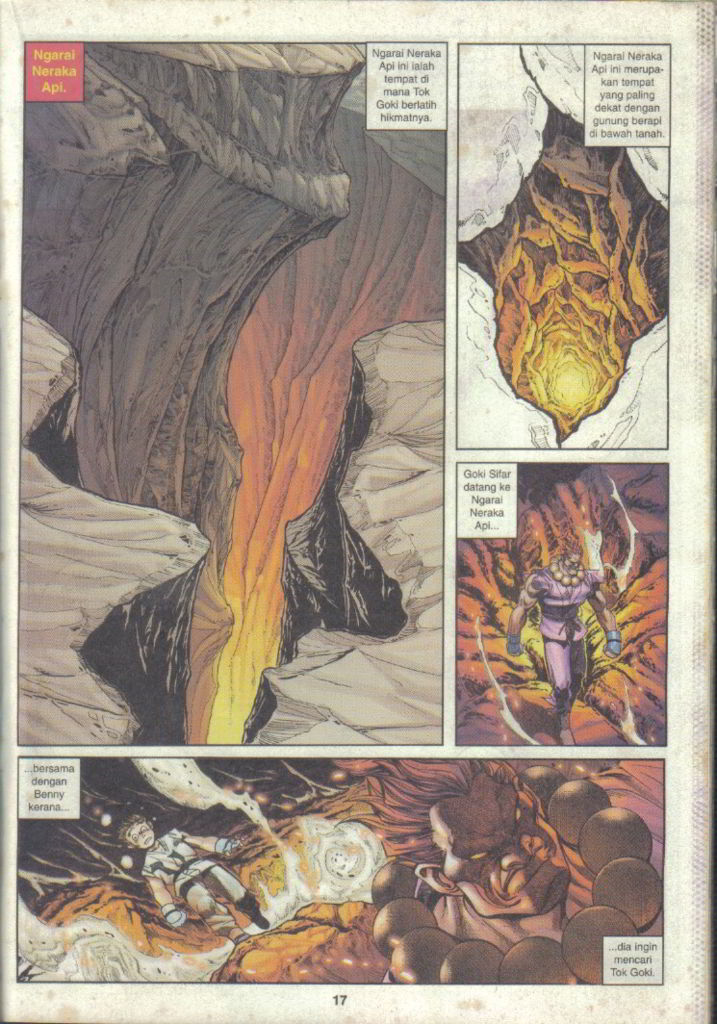 Ngarai
Neraka
Api.
Ngarai Neraka
Api ini ialah
tempat di
mana Tok
Goki berlatih
hikmatnya.
Ngarai Neraka
Api ini merupa-
kan tempat
yang paling
dekat dengan
gunung berapi
di bawah tanah.
Goki Sifar
datang ke
Ngarai
Neraka
Api...
...bersama
dengan
Benny
kerana...
...dia ingin
mencari
Tok Goki.
17